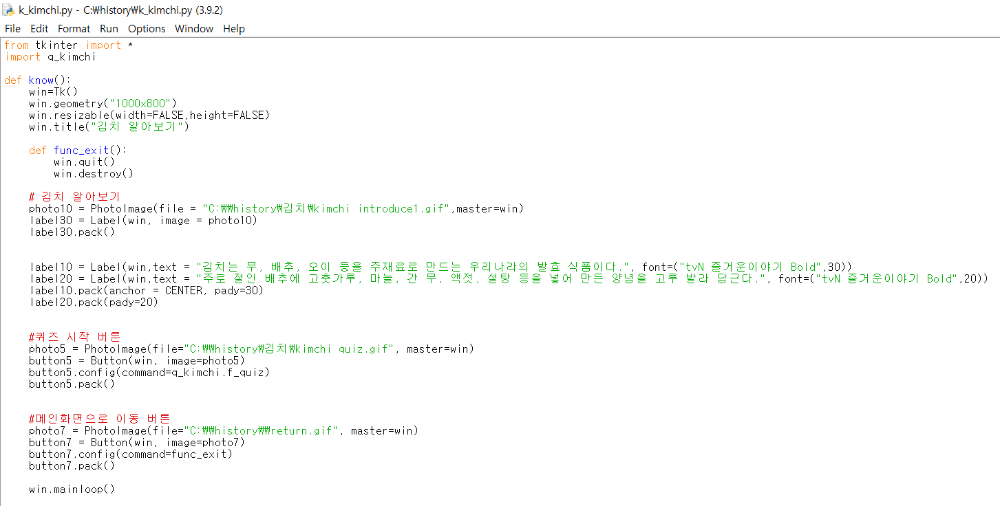 k_kimchi.py - C:₩history₩k_kimchi.py (3.9.2)
File Edit Format Run Options Window Help
from tkinter import *
import q_kimchi
def know():
    win=Tk()
    win.geometry("1000x800")
    win.resizable(width=FALSE,height=FALSE)
    win.title("김치 알아보기")
    def func_exit():
        win.quit()
        win.destroy()
    # 김치 알아보기
    photo10 = PhotoImage(file = "C:₩₩history₩김치₩kimchi introduce1.gif",master=win)
    label30 = Label(win, image = photo10)
    label30.pack()
    label10 = Label(win,text = "김치는 무, 배추, 오이 등을 주재료로 만드는 우리나라의 발효 식품이다.", font=("tvN 즐거운이야기 Bold",30))
    label20 = Label(win,text = "주로 절인 배추에 고춧가루, 마늘, 간 무, 액젓, 설탕 등을 넣어 만든 양념을 고루 발라 담근다.", font=("tvN 즐거운이야기 Bold",20))
    label10.pack(anchor = CENTER, pady=30)
    label20.pack(pady=20)
    #퀴즈 시작 버튼
    photo5 = PhotoImage(file="C:₩₩history₩김치₩kimchi quiz.gif", master=win)
    button5 = Button(win, image=photo5)
    button5.config(command=q_kimchi.f_quiz)
    button5.pack()
    #메인화면으로 이동 버튼
    photo7 = PhotoImage(file="C:₩₩history₩₩return.gif", master=win)
    button7 = Button(win, image=photo7)
    button7.config(command=func_exit)
    button7.pack()
    win.mainloop()